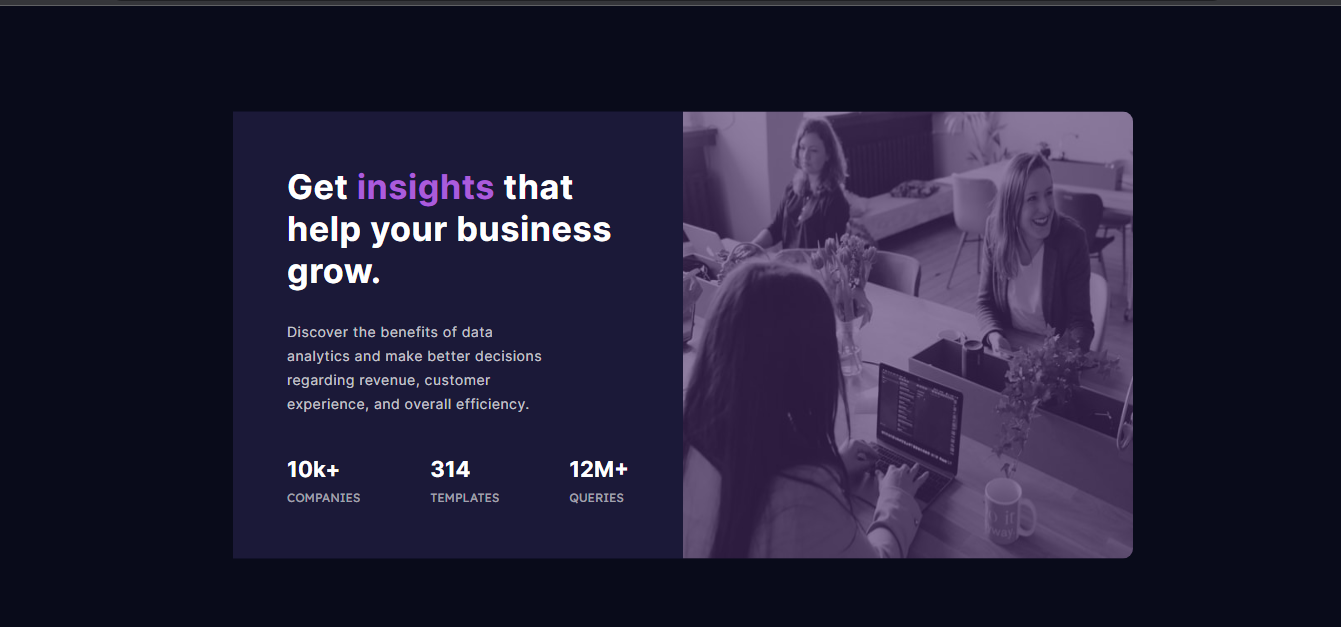 Get insights that
help your business
grow.
Discover the benefits of data
analytics and make better decisions
regarding revenue, customer
experience, and overall efficiency.
10k+ 314 12M+
COMPANIES TEMPLATES QUERIES